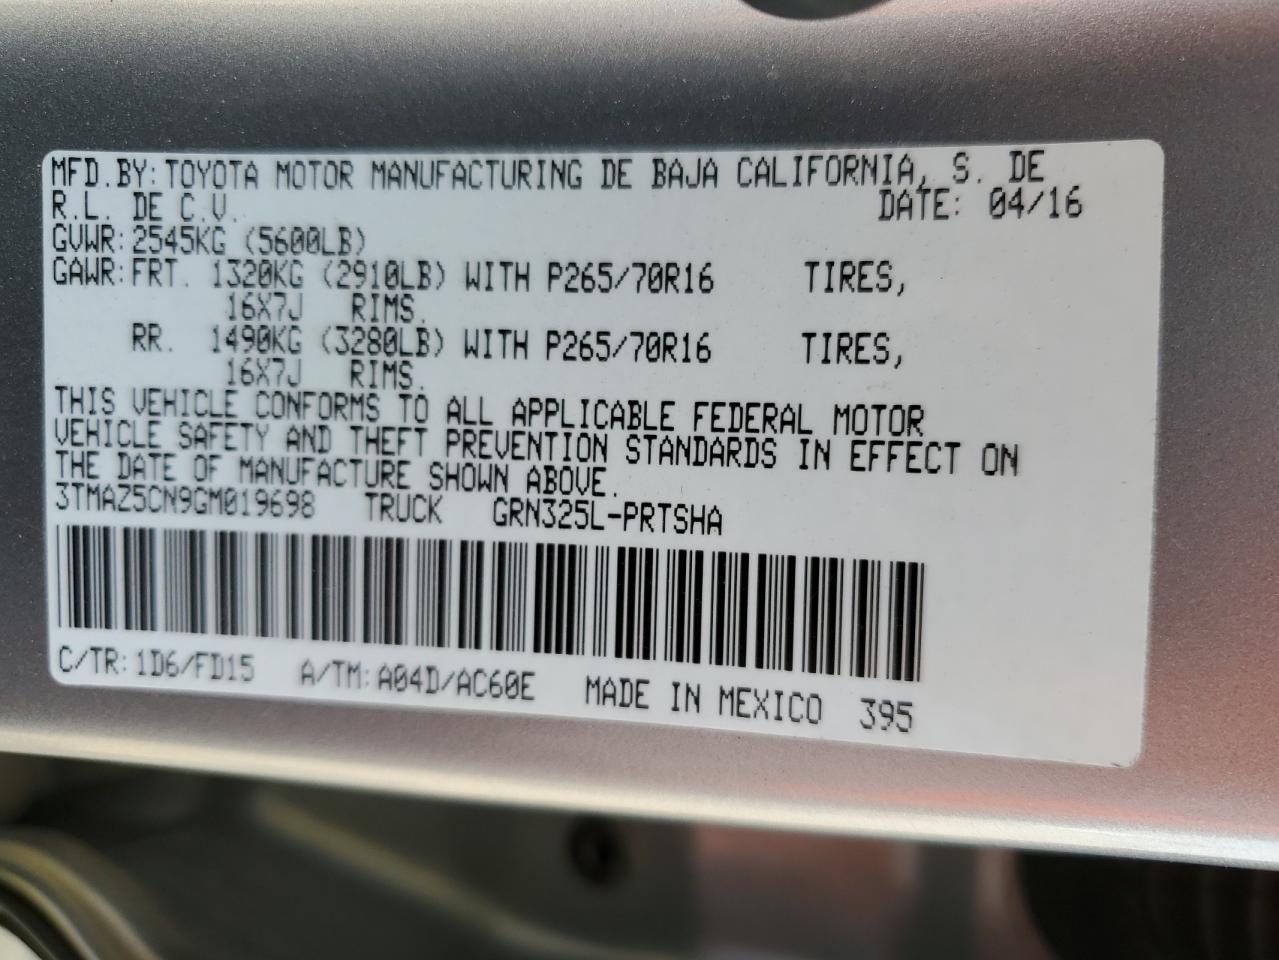 MFD.BY:TOYOTA MOTOR MANUFACTURING DE BAJA CALIFORNIA, S. DE
R.L. DE C.V. DATE: 04/16
GVWR:2545KG (5600LB)
GAWR:FRT. 1320KG (2910LB) WITH P265/70R16 TIRES,
16X7J RIMS.
RR. 1490KG (3280LB) WITH P265/70R16 TIRES,
16X7J RIMS.
THIS VEHICLE CONFORMS TO ALL APPLICABLE FEDERAL MOTOR
VEHICLE SAFETY AND THEFT PREVENTION STANDARDS IN EFFECT ON
THE DATE OF MANUFACTURE SHOWN ABOVE.
3TMAZ5CN9GM019698 TRUCK GRN325L-PRTSHA
C/TR:1D6/FD15 A/TM:A04D/AC60E MADE IN MEXICO 395